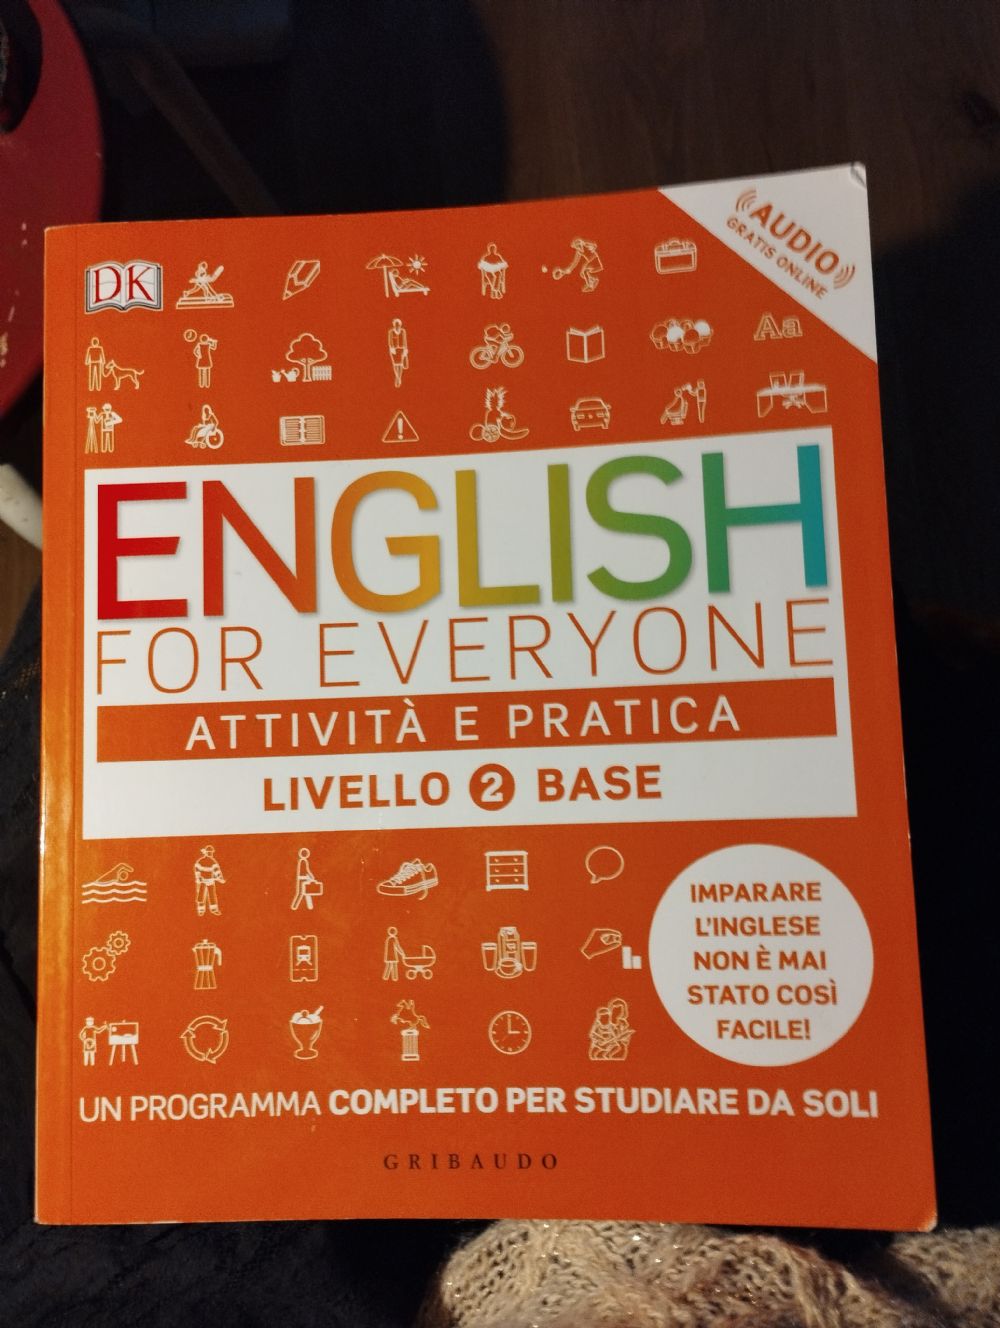 AUDIO
GRATIS ONLINE
DK
Aa
ENGLISH
FOR EVERYONE
ATTIVITÀ E PRATICA
LIVELLO 2 BASE
IMPARARE
L'INGLESE
NON È MAI
STATO COSÌ
FACILE!
UN PROGRAMMA COMPLETO PER STUDIARE DA SOLI
GRIBAUDO